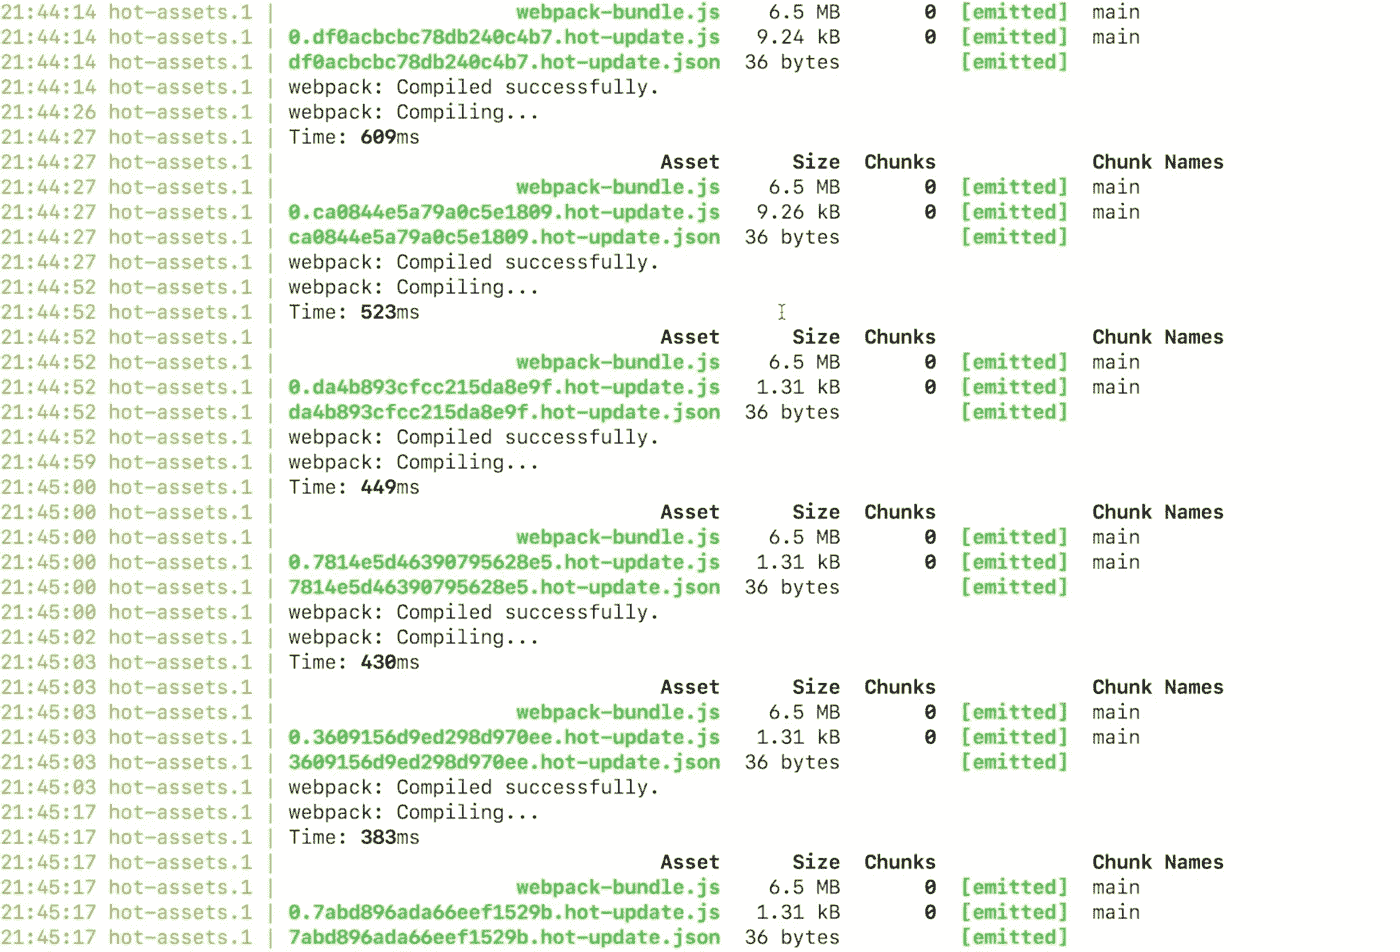 21:44:14 hot-assets.1 | webpack-bundle.js 6.5 MB 0 [emitted] main
21:44:14 hot-assets.1 | 0.df0acbcbc78db240c4b7.hot-update.js 9.24 kB 0 [emitted] main
21:44:14 hot-assets.1 | df0acbcbc78db240c4b7.hot-update.json 36 bytes [emitted]
21:44:14 hot-assets.1 | webpack: Compiled successfully.
21:44:26 hot-assets.1 | webpack: Compiling...
21:44:27 hot-assets.1 | Time: 609ms
21:44:27 hot-assets.1 | Asset Size Chunks Chunk Names
21:44:27 hot-assets.1 | webpack-bundle.js 6.5 MB 0 [emitted] main
21:44:27 hot-assets.1 | 0.ca0844e5a79a0c5e1809.hot-update.js 9.26 kB 0 [emitted] main
21:44:27 hot-assets.1 | ca0844e5a79a0c5e1809.hot-update.json 36 bytes [emitted]
21:44:27 hot-assets.1 | webpack: Compiled successfully.
21:44:52 hot-assets.1 | webpack: Compiling...
21:44:52 hot-assets.1 | Time: 523ms
21:44:52 hot-assets.1 | Asset Size Chunks Chunk Names
21:44:52 hot-assets.1 | webpack-bundle.js 6.5 MB 0 [emitted] main
21:44:52 hot-assets.1 | 0.da4b893cfcc215da8e9f.hot-update.js 1.31 kB 0 [emitted] main
21:44:52 hot-assets.1 | da4b893cfcc215da8e9f.hot-update.json 36 bytes [emitted]
21:44:52 hot-assets.1 | webpack: Compiled successfully.
21:44:59 hot-assets.1 | webpack: Compiling...
21:45:00 hot-assets.1 | Time: 449ms
21:45:00 hot-assets.1 | Asset Size Chunks Chunk Names
21:45:00 hot-assets.1 | webpack-bundle.js 6.5 MB 0 [emitted] main
21:45:00 hot-assets.1 | 0.7814e5d46390795628e5.hot-update.js 1.31 kB 0 [emitted] main
21:45:00 hot-assets.1 | 7814e5d46390795628e5.hot-update.json 36 bytes [emitted]
21:45:00 hot-assets.1 | webpack: Compiled successfully.
21:45:02 hot-assets.1 | webpack: Compiling...
21:45:03 hot-assets.1 | Time: 430ms
21:45:03 hot-assets.1 | Asset Size Chunks Chunk Names
21:45:03 hot-assets.1 | webpack-bundle.js 6.5 MB 0 [emitted] main
21:45:03 hot-assets.1 | 0.3609156d9ed298d970ee.hot-update.js 1.31 kB 0 [emitted] main
21:45:03 hot-assets.1 | 3609156d9ed298d970ee.hot-update.json 36 bytes [emitted]
21:45:03 hot-assets.1 | webpack: Compiled successfully.
21:45:17 hot-assets.1 | webpack: Compiling...
21:45:17 hot-assets.1 | Time: 383ms
21:45:17 hot-assets.1 | Asset Size Chunks Chunk Names
21:45:17 hot-assets.1 | webpack-bundle.js 6.5 MB 0 [emitted] main
21:45:17 hot-assets.1 | 0.7abd896ada66eef1529b.hot-update.js 1.31 kB 0 [emitted] main
21:45:17 hot-assets.1 | 7abd896ada66eef1529b.hot-update.json 36 bytes [emitted]